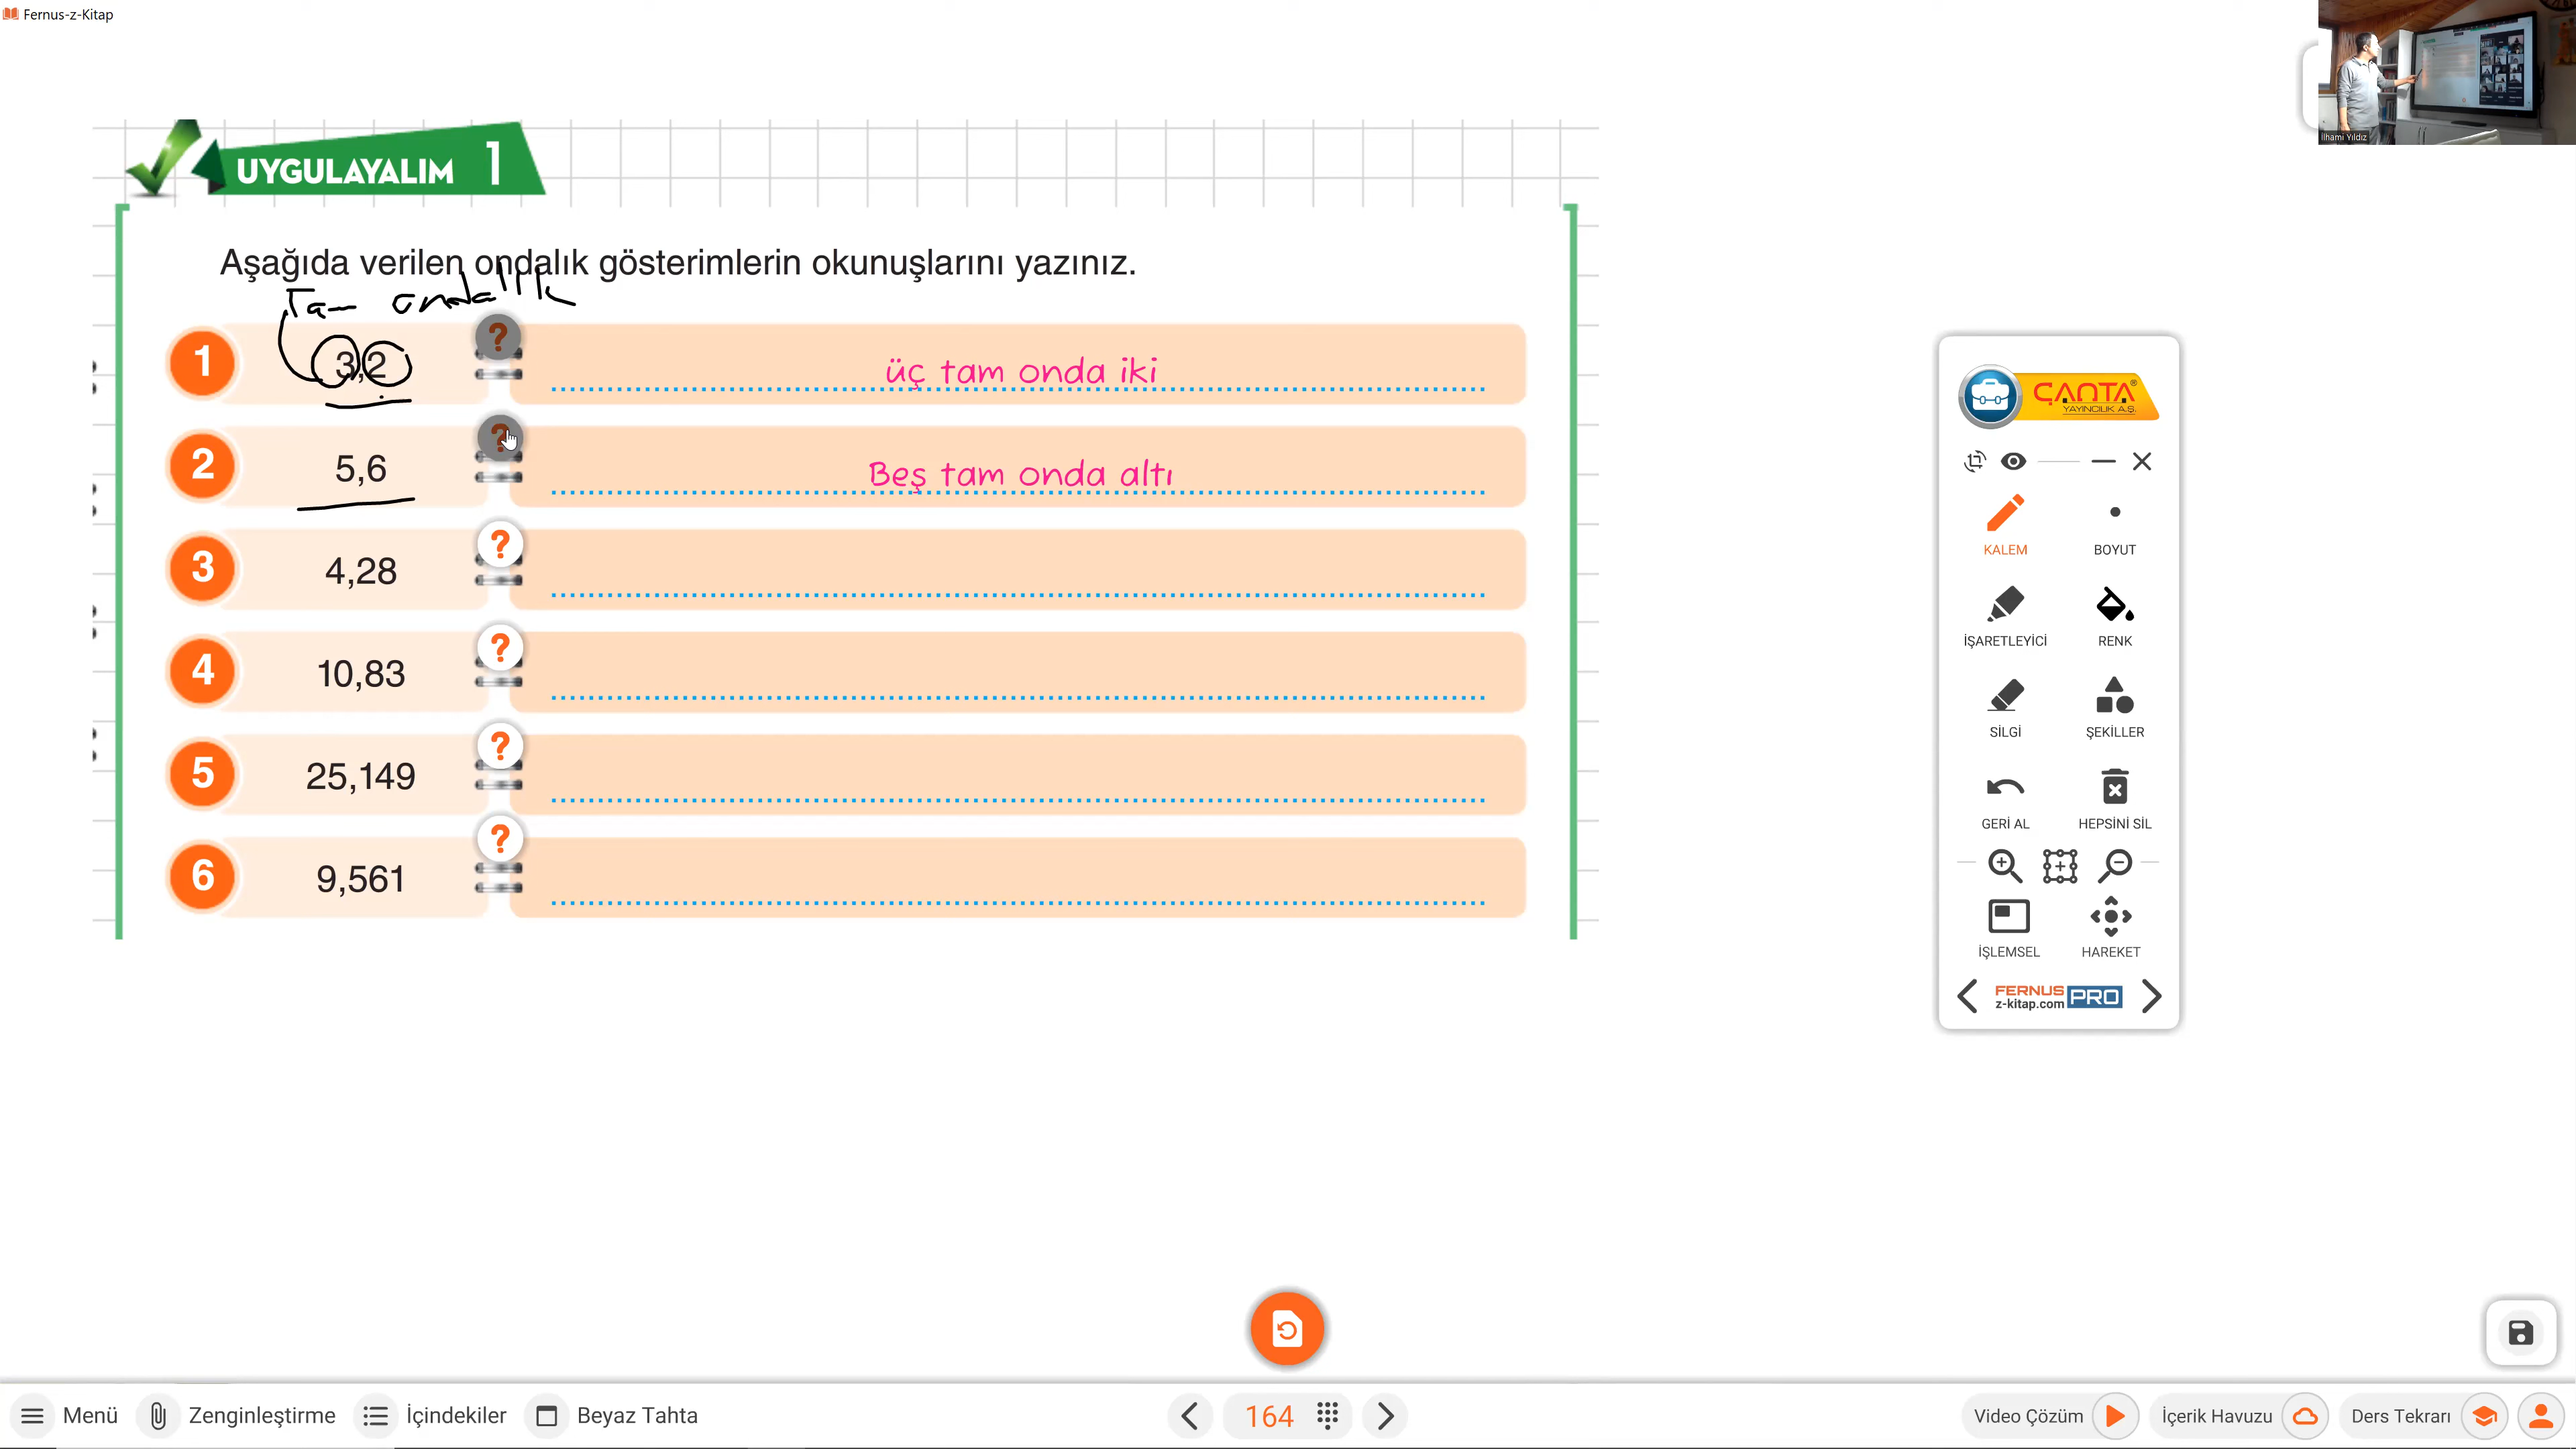 Fernus-z-Kitap
İlhami Yıldız
UYGULAYALIM 1
Aşağıda verilen ondalık gösterimlerin okunuşlarını yazınız.
Tam ondalık
1 3,2 ? üç tam onda iki
2 5,6 ? Beş tam onda altı
3 4,28 ?
4 10,83 ?
5 25,149 ?
6 9,561 ?
ÇANTA®
YAYINCILIK A.Ş.
KALEM BOYUT
İŞARETLEYİCİ RENK
SİLGİ ŞEKİLLER
GERİ AL HEPSİNİ SİL
İŞLEMSEL HAREKET
FERNUS PRO
z-kitap.com
Menü Zenginleştirme İçindekiler Beyaz Tahta 164 Video Çözüm İçerik Havuzu Ders Tekrarı